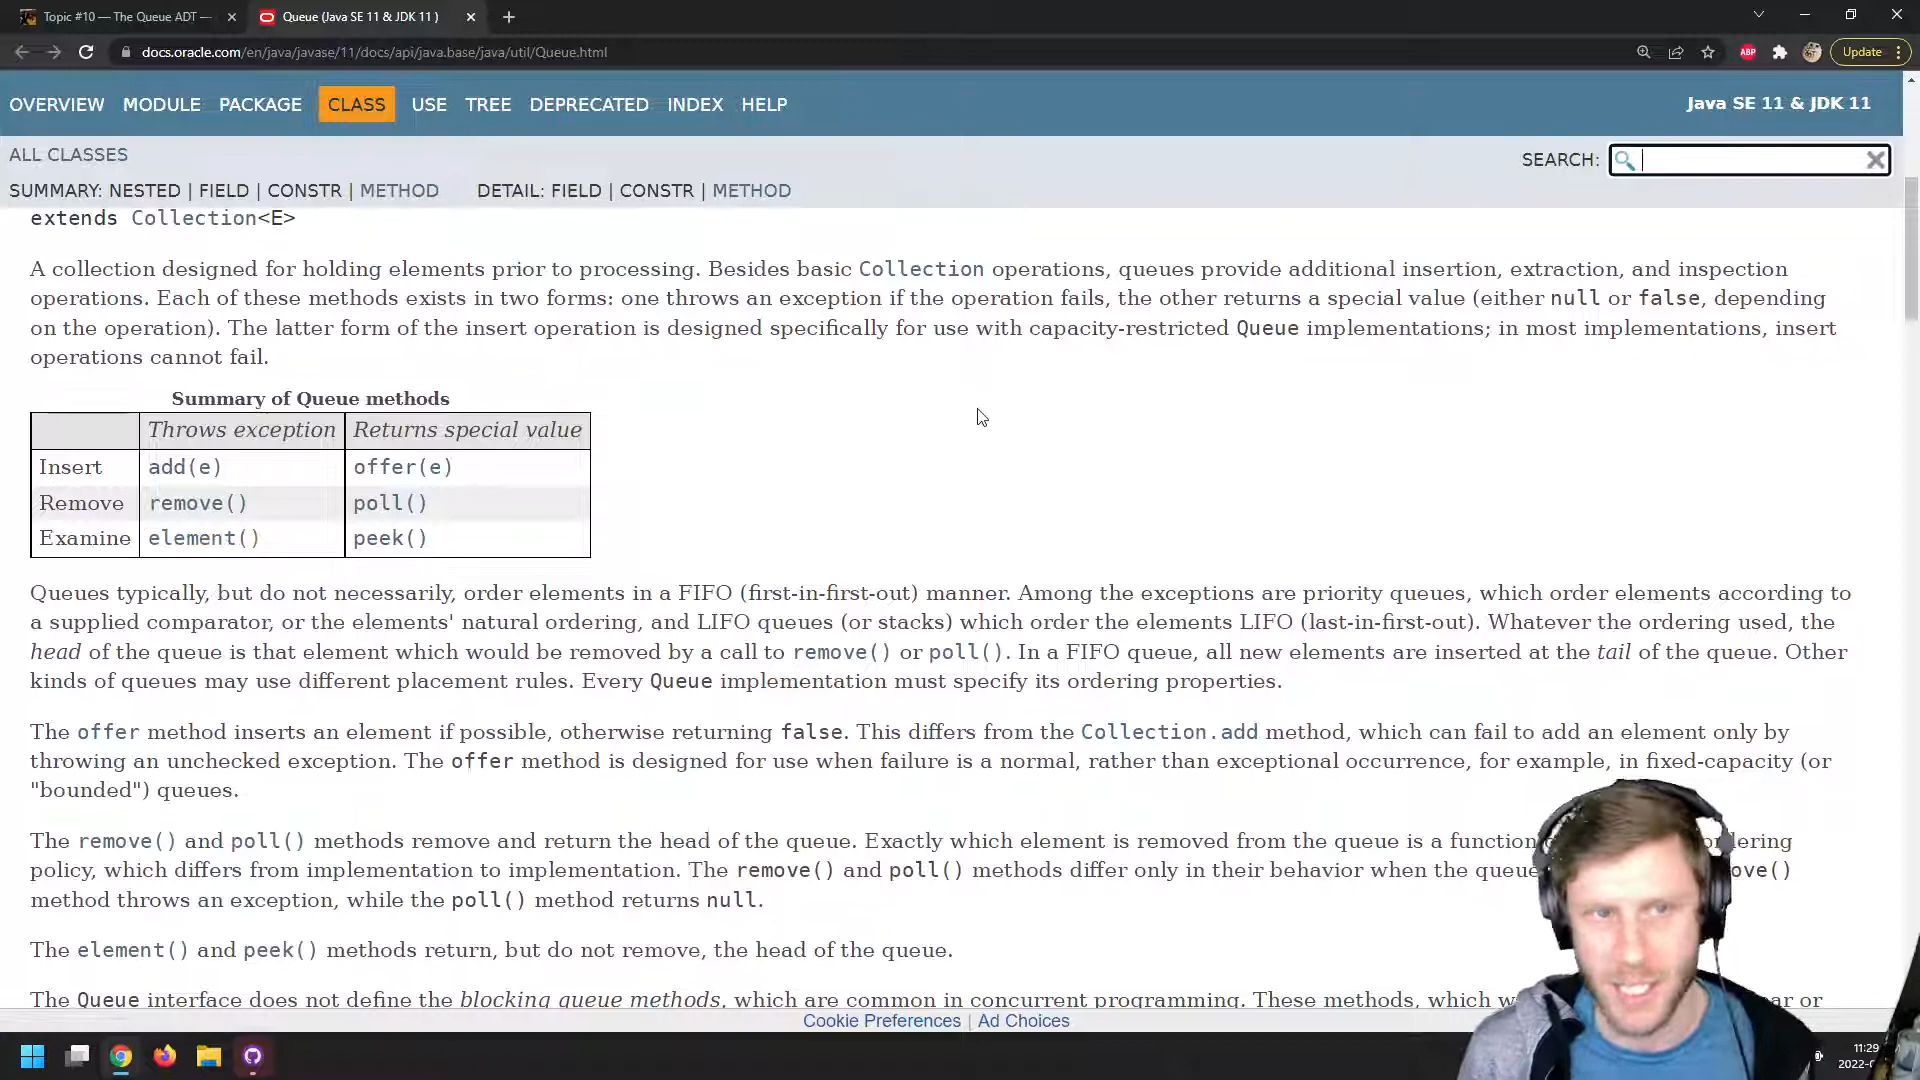 Topic #10 — The Queue ADT —
Queue (Java SE 11 & JDK 11 )
docs.oracle.com/en/java/javase/11/docs/api/java.base/java/util/Queue.html
ABP
Update
OVERVIEW MODULE PACKAGE CLASS USE TREE DEPRECATED INDEX HELP
Java SE 11 & JDK 11
ALL CLASSES
SEARCH:
SUMMARY: NESTED | FIELD | CONSTR | METHOD DETAIL: FIELD | CONSTR | METHOD
extends Collection<E>
A collection designed for holding elements prior to processing. Besides basic Collection operations, queues provide additional insertion, extraction, and inspection
operations. Each of these methods exists in two forms: one throws an exception if the operation fails, the other returns a special value (either null or false, depending
on the operation). The latter form of the insert operation is designed specifically for use with capacity-restricted Queue implementations; in most implementations, insert
operations cannot fail.
Summary of Queue methods
Throws exception Returns special value
Insert add(e) offer(e)
Remove remove() poll()
Examine element() peek()
Queues typically, but do not necessarily, order elements in a FIFO (first-in-first-out) manner. Among the exceptions are priority queues, which order elements according to
a supplied comparator, or the elements' natural ordering, and LIFO queues (or stacks) which order the elements LIFO (last-in-first-out). Whatever the ordering used, the
head of the queue is that element which would be removed by a call to remove() or poll(). In a FIFO queue, all new elements are inserted at the tail of the queue. Other
kinds of queues may use different placement rules. Every Queue implementation must specify its ordering properties.
The offer method inserts an element if possible, otherwise returning false. This differs from the Collection.add method, which can fail to add an element only by
throwing an unchecked exception. The offer method is designed for use when failure is a normal, rather than exceptional occurrence, for example, in fixed-capacity (or
"bounded") queues.
The remove() and poll() methods remove and return the head of the queue. Exactly which element is removed from the queue is a function
policy, which differs from implementation to implementation. The remove() and poll() methods differ only in their behavior when the queue
method throws an exception, while the poll() method returns null.
The element() and peek() methods return, but do not remove, the head of the queue.
The Queue interface does not define the blocking queue methods, which are common in concurrent programming. These methods, which or
Cookie Preferences | Ad Choices
11:29